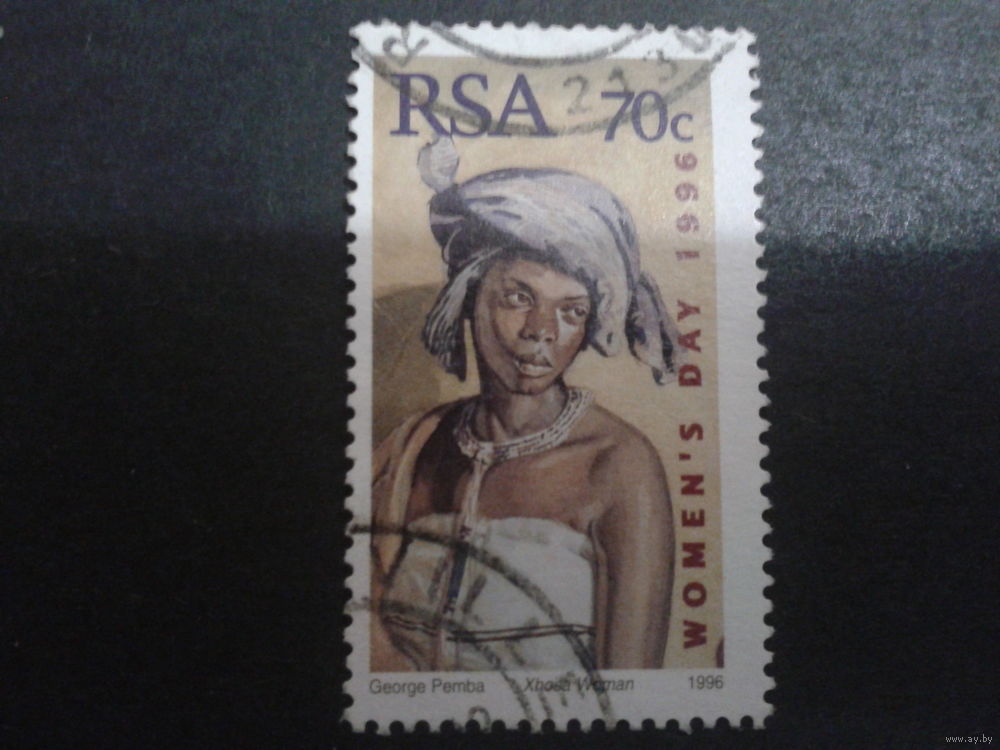 RSA 70c
WOMEN'S DAY 1996
George Pemba Xhosa Woman 1996
www.ay.by